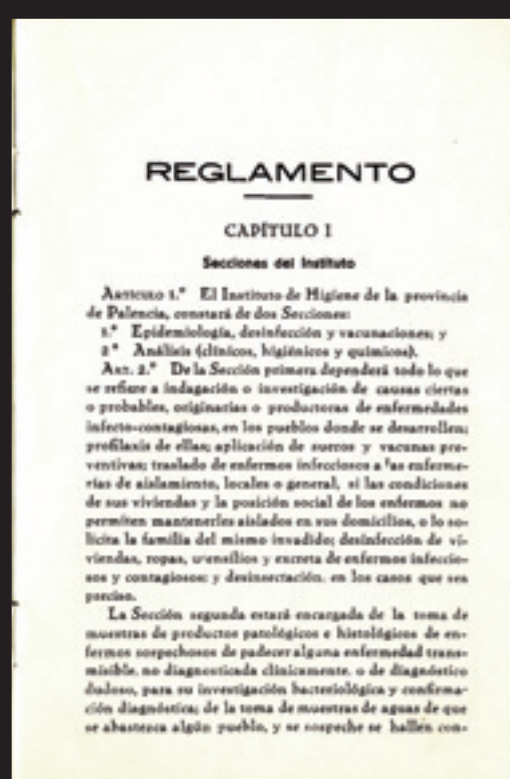 REGLAMENTO
CAPÍTULO I
Secciones del Instituto
ARTICULO 1.° El Instituto de Higiene de la provincia
de Palencia, constará de dos Secciones:
1.° Epidemiología, desinfección y vacunaciones; y
2° Análisis (clínicos, higiénicos y químicos).
ART. 2.° De la Sección primera dependerá todo lo que
se refiere a indagación o investigación de causas ciertas
o probables, originarias o productoras de enfermedades
infecto-contagiosas, en los pueblos donde se desarrollen;
profilaxis de ellas; aplicación de sueros y vacunas pre-
ventivas; traslado de enfermos infecciosos a las enferme-
rías de aislamiento, locales o general, si las condiciones
de sus viviendas y la posición social de los enfermos no
permiten mantenerles aislados en sus domicilios, o lo so-
licita la familia del mismo invadido; desinfección de vi-
viendas, ropas, utensilios y excreta de enfermos infeccio-
sos y contagiosos; y desinsectación, en los casos que sea
preciso.
La Sección segunda estará encargada de la toma de
muestras de productos patológicos e histológicos de en-
fermos sospechosos de padecer alguna enfermedad trans-
misible, no diagnosticada clínicamente, o de diagnóstico
dudoso, para su investigación bacteriológica y confirma-
ción diagnóstica; de la toma de muestras de aguas de que
se abastezca algún pueblo, y se sospeche se hallen con-